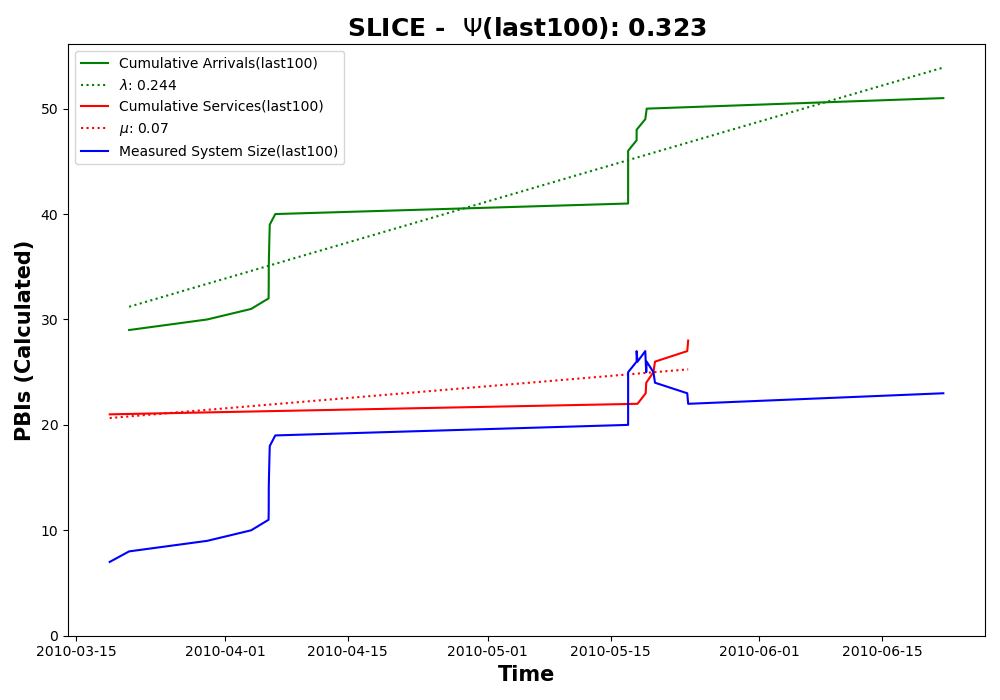 SLICE - Ψ(last100): 0.323
Cumulative Arrivals(last100)
λ: 0.244
Cumulative Services(last100)
μ: 0.07
Measured System Size(last100)
PBIs (Calculated)
50
40
30
20
10
0
2010-03-15 2010-04-01 2010-04-15 2010-05-01 2010-05-15 2010-06-01 2010-06-15
Time